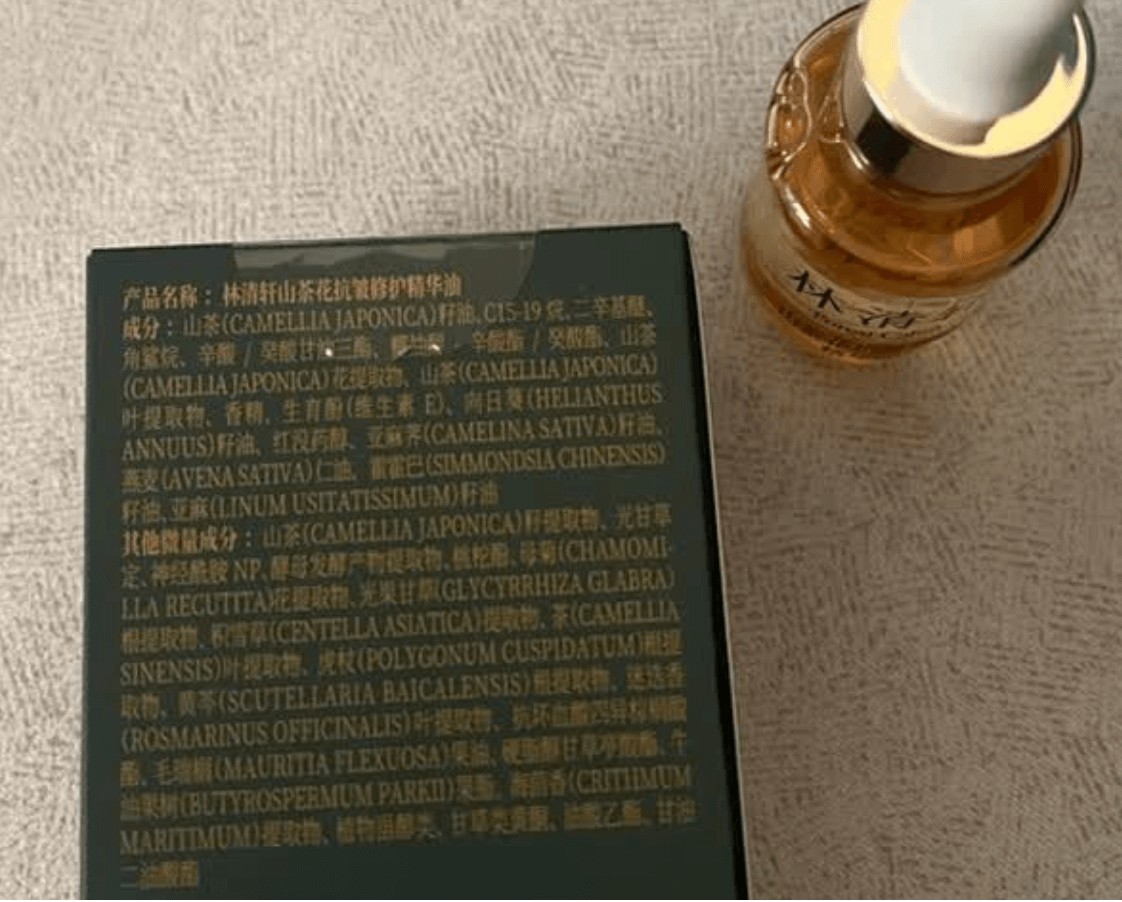 产品名称：林清轩山茶花抗皱修护精华油
成分：山茶(CAMELLIA JAPONICA)籽油、C15-19 烷、二辛基醚、
角鲨烷、辛酸 / 癸酸甘油三酯、辛酸酯 / 癸酸酯、山茶
(CAMELLIA JAPONICA)花提取物、山茶(CAMELLIA JAPONICA)
叶提取物、香精、生育酚(维生素 E)、向日葵(HELIANTHUS
ANNUUS)籽油、红没药醇、亚麻荠(CAMELINA SATIVA)籽油、
燕麦(AVENA SATIVA)仁油、霍霍巴(SIMMONDSIA CHINENSIS)
籽油、亚麻(LINUM USITATISSIMUM)籽油
其他微量成分：山茶(CAMELLIA JAPONICA)籽提取物、光甘草
定、神经酰胺 NP、酵母发酵产物提取物、母菊(CHAMOMI-
LLA RECUTITA)花提取物、光果甘草(GLYCYRRHIZA GLABRA)
根提取物、积雪草(CENTELLA ASIATICA)提取物、茶(CAMELLIA
SINENSIS)叶提取物、虎杖(POLYGONUM CUSPIDATUM)根提
取物、黄芩(SCUTELLARIA BAICALENSIS)根提取物、迷迭香
(ROSMARINUS OFFICINALIS)叶提取物、抗坏血酸四异棕榈酸
酯、毛瑞榈(MAURITIA FLEXUOSA)果油、硬脂醇甘草亭酸酯、牛
油果树(BUTYROSPERMUM PARKII)果脂、海茴香(CRITHMUM
MARITIMUM)提取物、植物甾醇类、甘草类黄酮、油酸乙酯、甘油
二油酸酯
林清